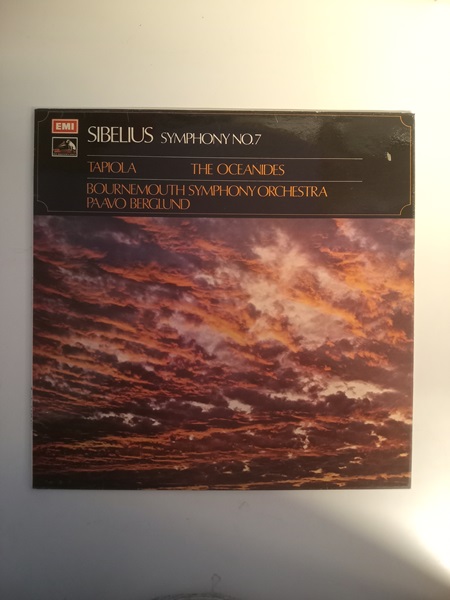 EMI
SIBELIUS SYMPHONY NO.7
TAPIOLA THE OCEANIDES
BOURNEMOUTH SYMPHONY ORCHESTRA
PAAVO BERGLUND